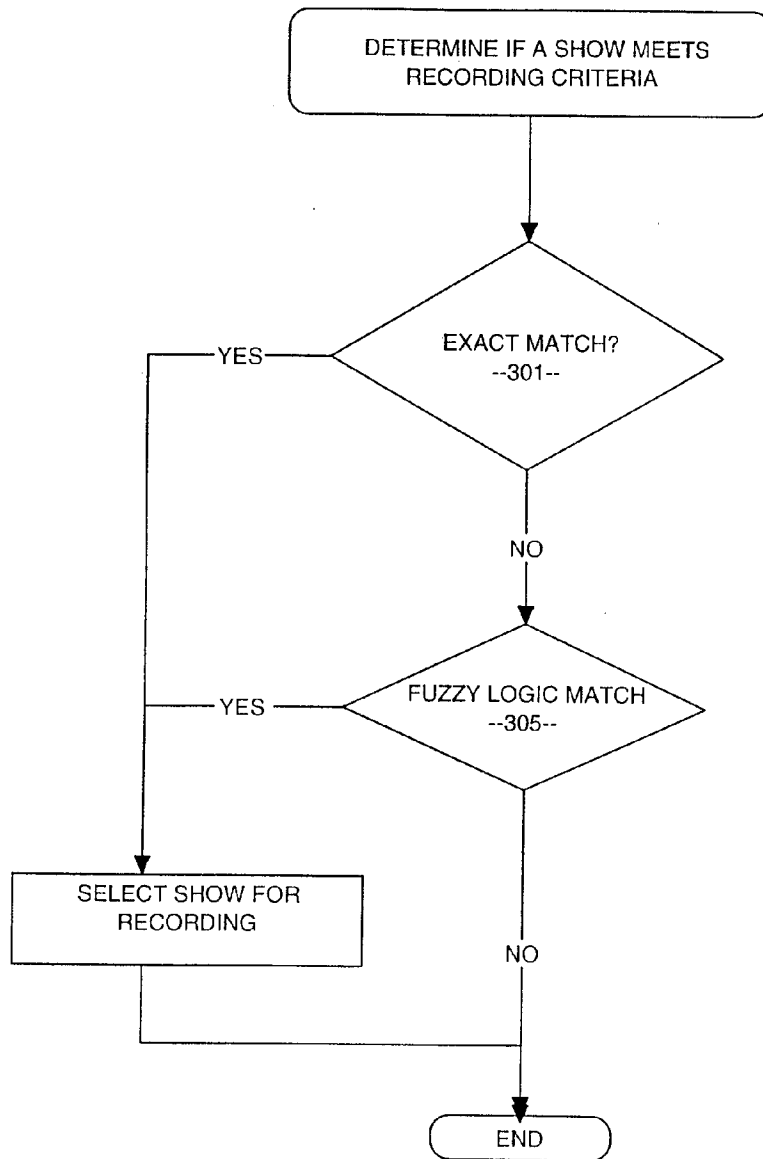 DETERMINE IF A SHOW MEETS
RECORDING CRITERIA
EXACT MATCH?
--301--
YES
NO
FUZZY LOGIC MATCH
--305--
YES
SELECT SHOW FOR
RECORDING
NO
END